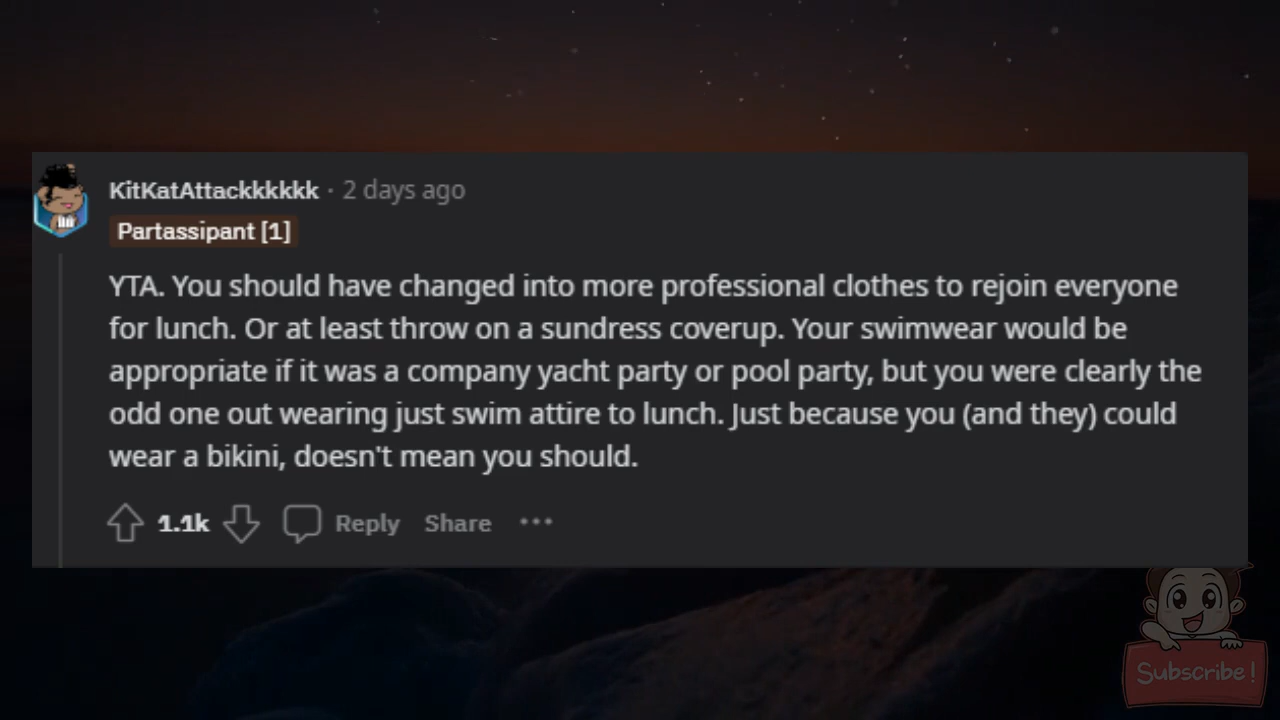 KitKatAttackkkkkk · 2 days ago
Partassipant [1]
YTA. You should have changed into more professional clothes to rejoin everyone
for lunch. Or at least throw on a sundress coverup. Your swimwear would be
appropriate if it was a company yacht party or pool party, but you were clearly the
odd one out wearing just swim attire to lunch. Just because you (and they) could
wear a bikini, doesn't mean you should.
1.1k Reply Share ···
Subscribe!